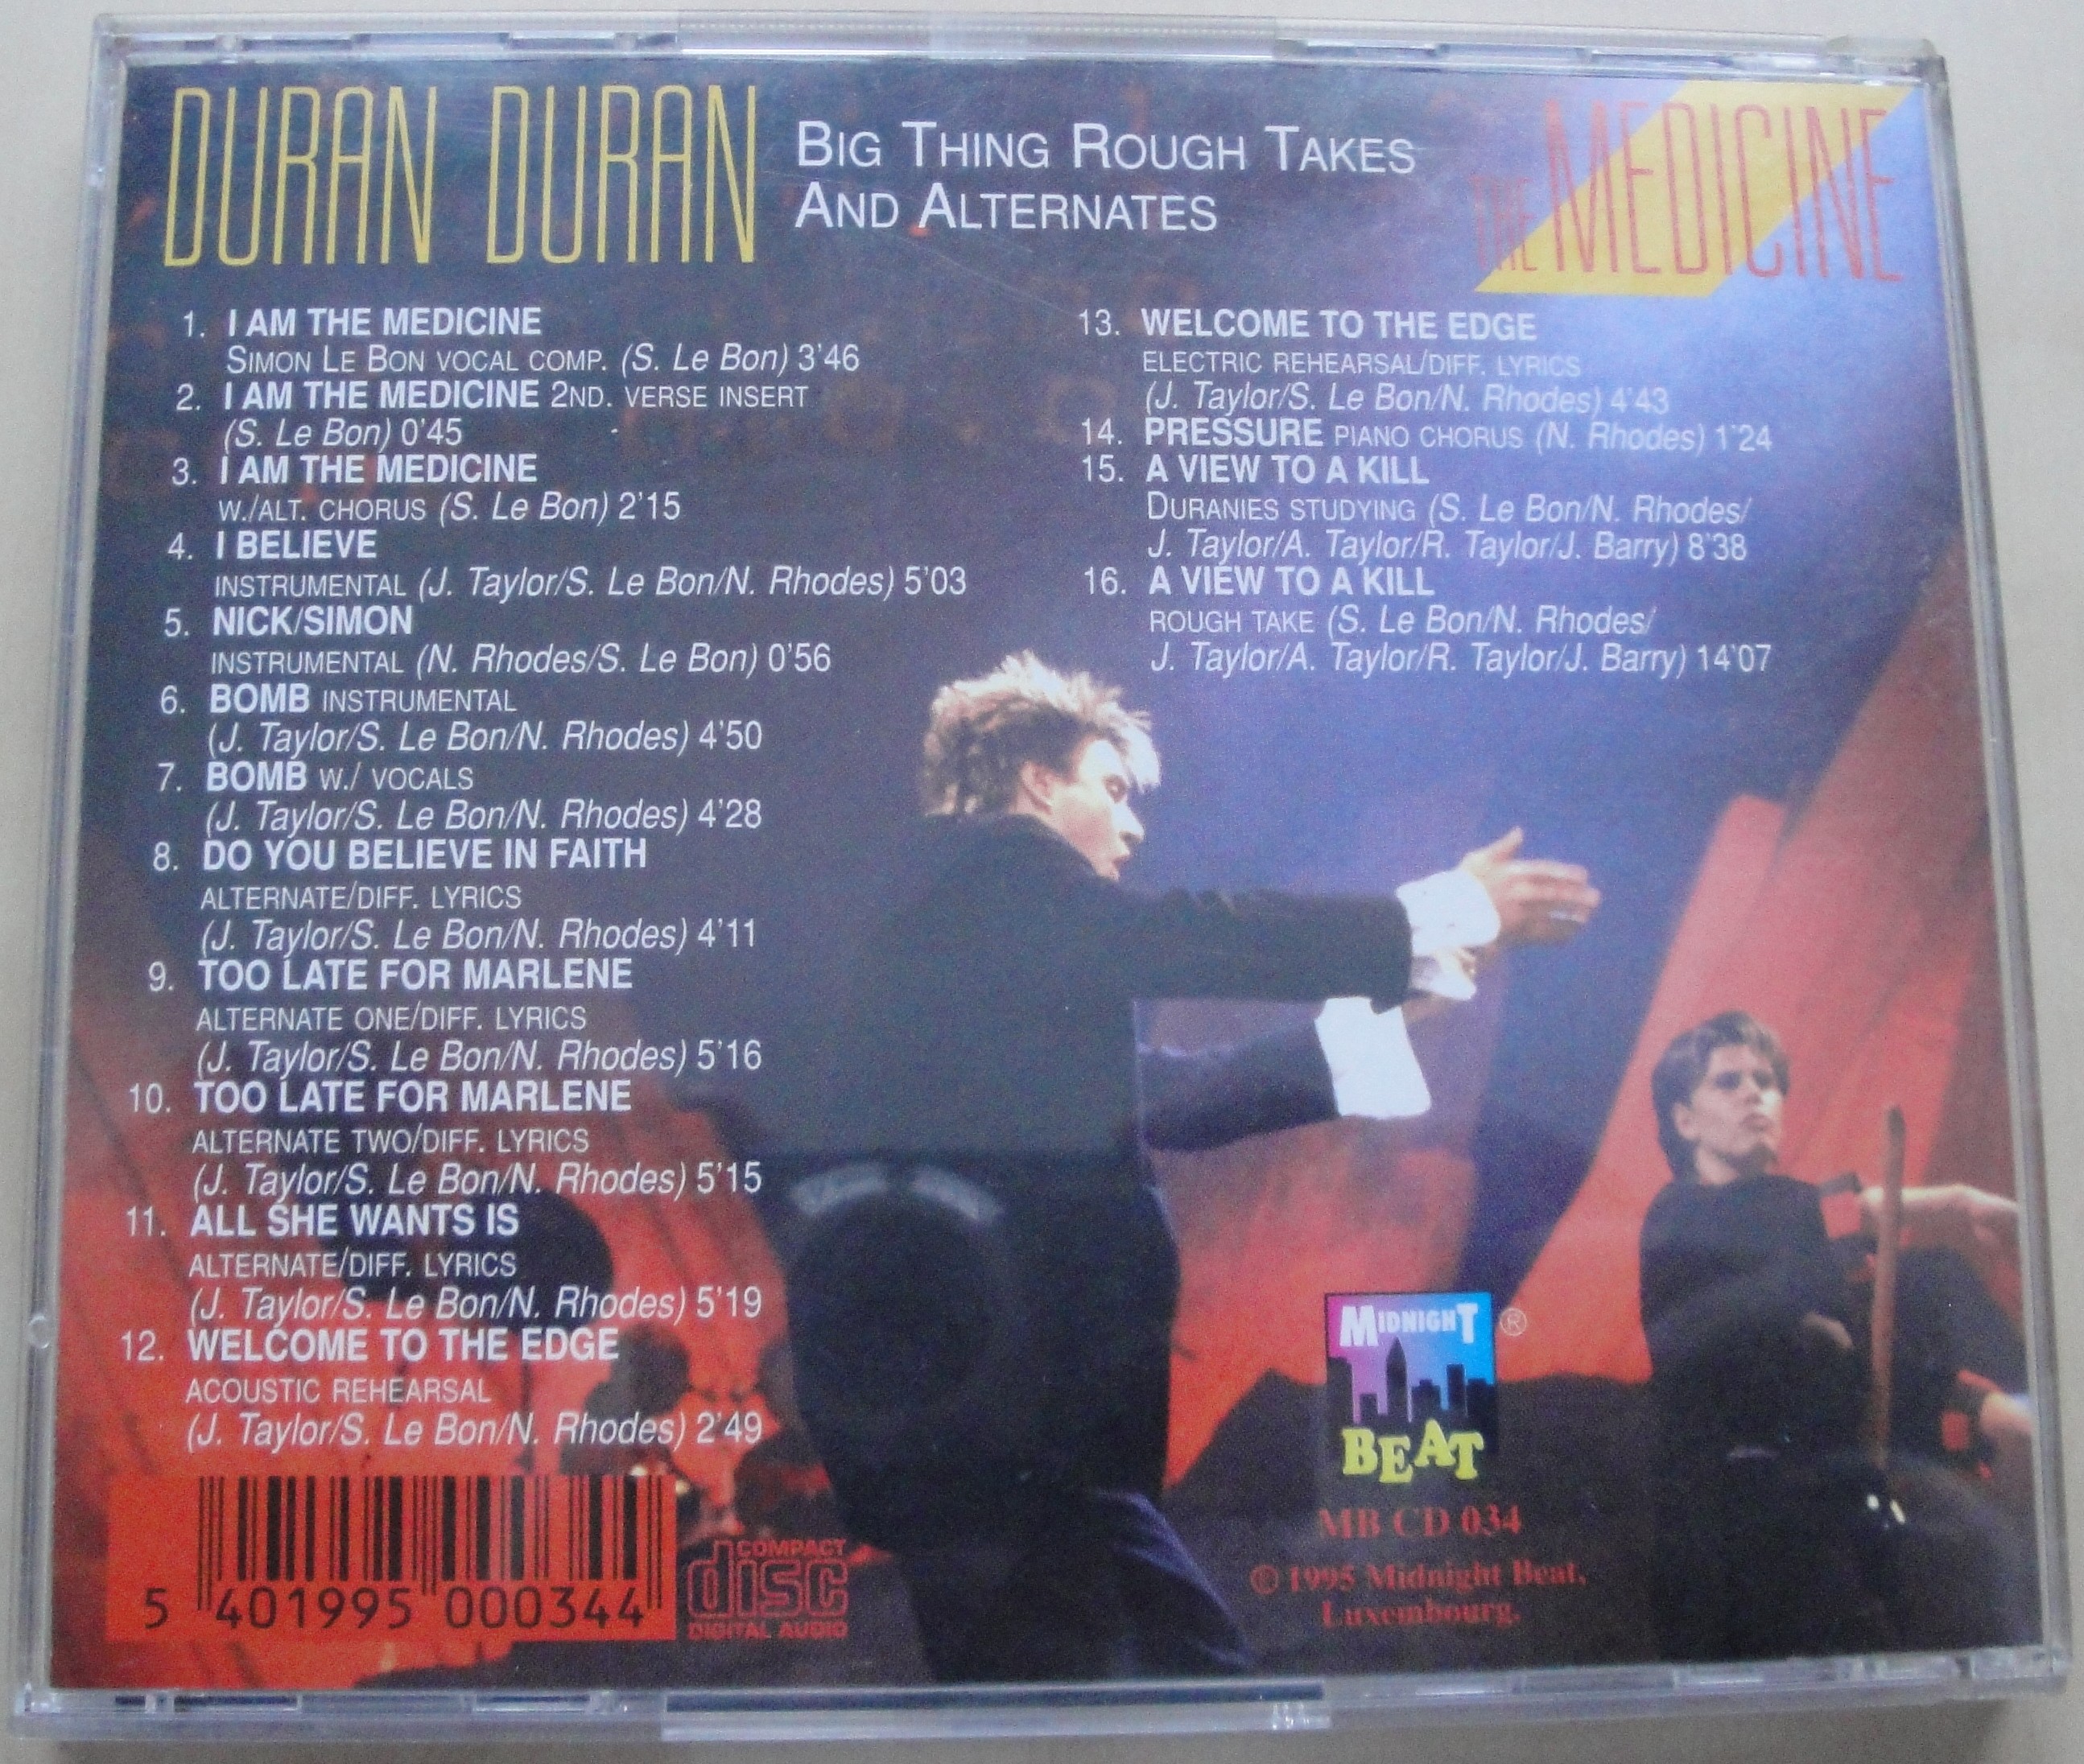 DURAN DURAN
BIG THING ROUGH TAKES
AND ALTERNATES
THE MEDICINE
1. I AM THE MEDICINE
SIMON LE BON VOCAL COMP. (S. Le Bon) 3'46
2. I AM THE MEDICINE 2ND. VERSE INSERT
(S. Le Bon) 0'45
3. I AM THE MEDICINE
W./ALT. CHORUS (S. Le Bon) 2'15
4. I BELIEVE
INSTRUMENTAL (J. Taylor/S. Le Bon/N. Rhodes) 5'03
5. NICK/SIMON
INSTRUMENTAL (N. Rhodes/S. Le Bon) 0'56
6. BOMB INSTRUMENTAL
(J. Taylor/S. Le Bon/N. Rhodes) 4'50
7. BOMB W./ VOCALS
(J. Taylor/S. Le Bon/N. Rhodes) 4'28
8. DO YOU BELIEVE IN FAITH
ALTERNATE/DIFF. LYRICS
(J. Taylor/S. Le Bon/N. Rhodes) 4'11
9. TOO LATE FOR MARLENE
ALTERNATE ONE/DIFF. LYRICS
(J. Taylor/S. Le Bon/N. Rhodes) 5'16
10. TOO LATE FOR MARLENE
ALTERNATE TWO/DIFF. LYRICS
(J. Taylor/S. Le Bon/N. Rhodes) 5'15
11. ALL SHE WANTS IS
ALTERNATE/DIFF. LYRICS
(J. Taylor/S. Le Bon/N. Rhodes) 5'19
12. WELCOME TO THE EDGE
ACOUSTIC REHEARSAL
(J. Taylor/S. Le Bon/N. Rhodes) 2'49
13. WELCOME TO THE EDGE
ELECTRIC REHEARSAL/DIFF. LYRICS
(J. Taylor/S. Le Bon/N. Rhodes) 4'43
14. PRESSURE PIANO CHORUS (N. Rhodes) 1'24
15. A VIEW TO A KILL
DURANIES STUDYING (S. Le Bon/N. Rhodes/
J. Taylor/A. Taylor/R. Taylor/J. Barry) 8'38
16. A VIEW TO A KILL
ROUGH TAKE (S. Le Bon/N. Rhodes/
J. Taylor/A. Taylor/R. Taylor/J. Barry) 14'07
5 401995 000344
COMPACT
disc
DIGITAL AUDIO
MIDNIGHT ®
BEAT
MB CD 034
℗ 1995 Midnight Beat,
Luxembourg.